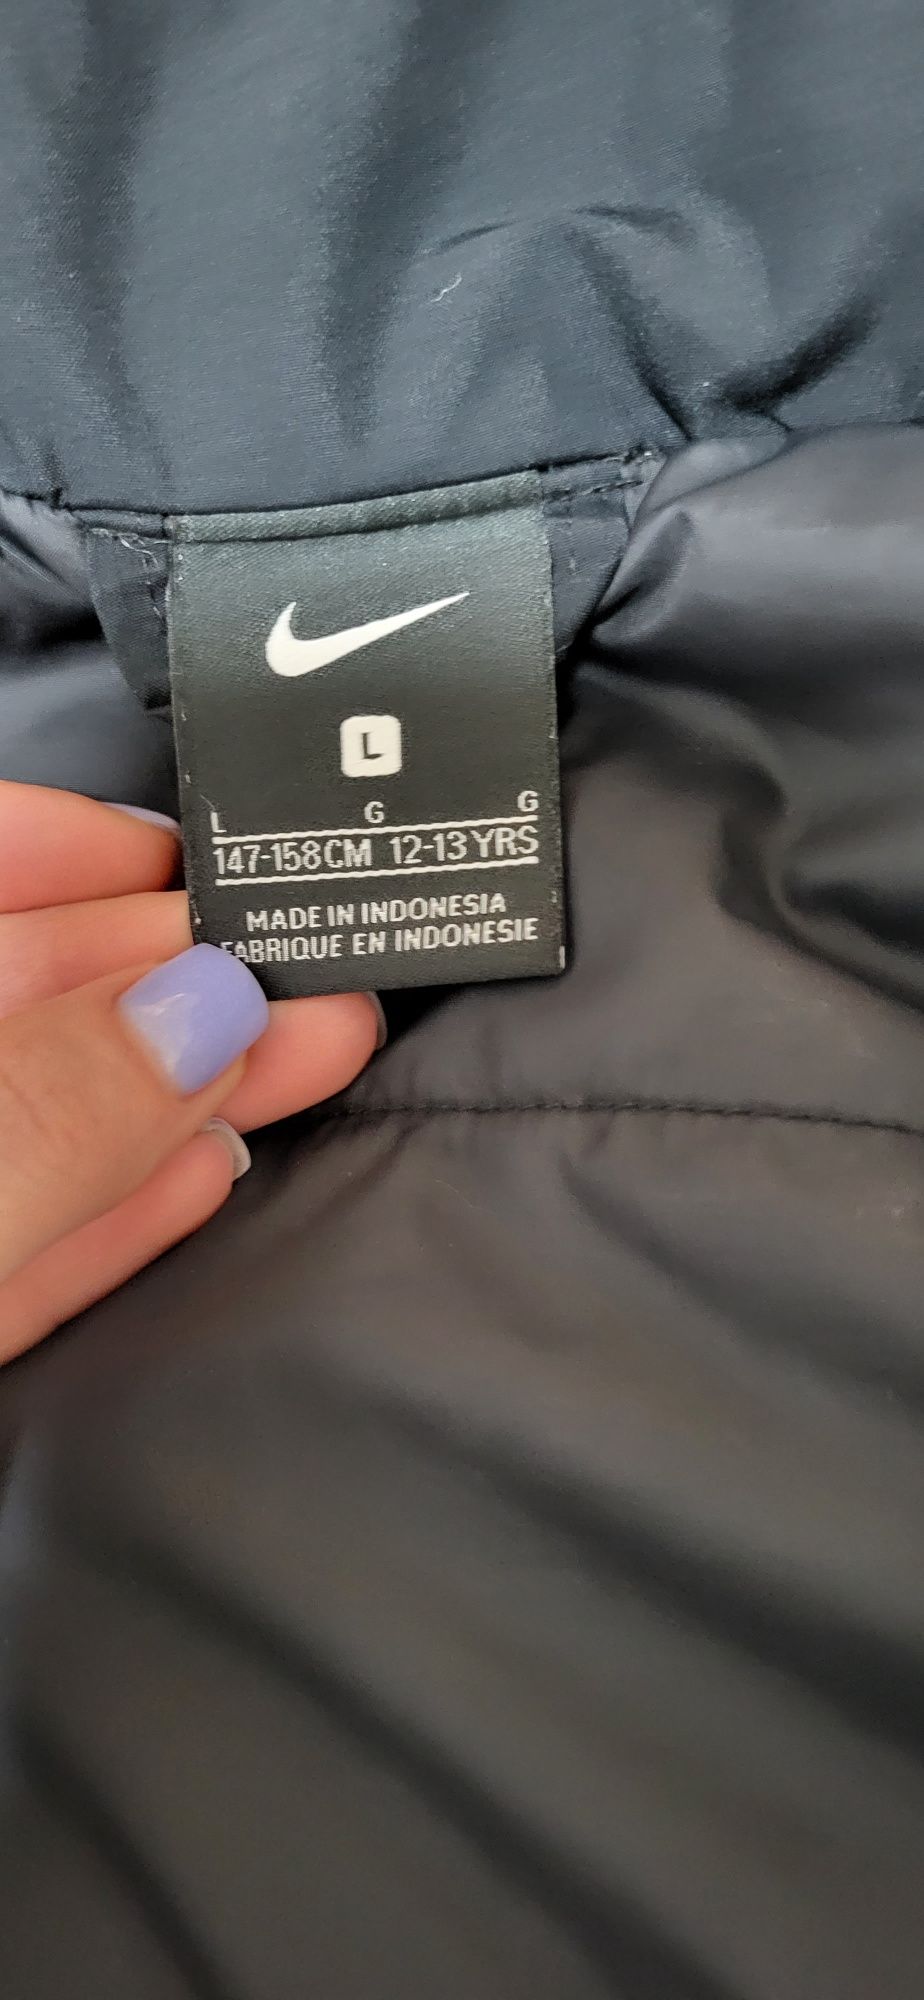 L
L G G
147-158CM 12-13YRS
MADE IN INDONESIA
FABRIQUE EN INDONESIE